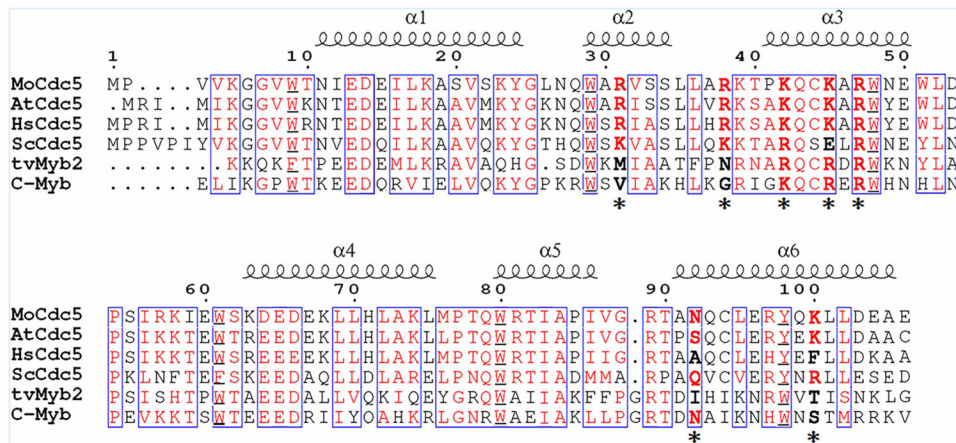 α1 α2 α3
1 10 20 30 40 50
MoCdc5 MP....VVKGGVWTNIEDEILKASVSKYGLNQWARVSSLLARKTPKQCKARWNEWLD
AtCdc5 .MRI..MIKGGVWKNTEDEILKAAVMKYGKNQWARISSLLVRKSAKQCKARWYEWLD
HsCdc5 MPRI..MIKGGVWRNTEDEILKAAVMKYGKNQWSRIASLLHRKSAKQCKARWYEWLD
ScCdc5 MPPVPIYVKGGVWTNVEDQILKAAVQKYGTHQWSKVASLLQKKTARQSELRWNEYLN
tvMyb2 ........KKQKFTPEEDEMLKRAVAQHG.SDWKMIAATFPNRNARQCRDRWKNYLA
C-Myb ......ELIKGPWTKEEDQRVIELVQKYGPKRWSVIAKHLKGRIGKQCRERWHNHLN
* * * * *
α4 α5 α6
60 70 80 90 100
MoCdc5 PSIRKIEWSKDEDEKLLHLAKLMPTQWRTIAPIVG.RTANQCLERYQKLLDEAE
AtCdc5 PSIKKTEWTREEDEKLLHLAKLLPTQWRTIAPIVG.RTPSQCLERYEKLLDAAC
HsCdc5 PSIKKTEWSREEEEKLLHLAKLMPTQWRTIAPIIG.RTAAQCLEHYEFLLDKAA
ScCdc5 PKLNFTEFSKEEDAQLLDLARELPNQWRTIADMMA.RPAQVCVERYNRLLESED
tvMyb2 PSISHTPWTAEEDALLVQKIQEYGRQWAIIAKFFPGRTDIHIKNRWVTISNKLG
C-Myb PEVKKTSWTEEEDRIIYQAHKRLGNRWAEIAKLLPGRTDNAIKNHWNSTMRRKV
* *